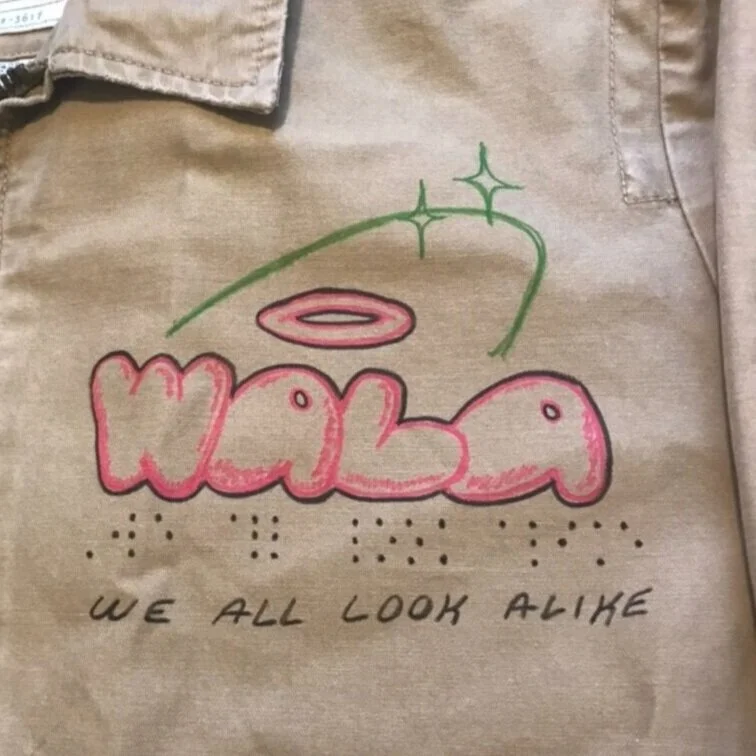 WALA
⠠⠺⠑ ⠁⠇⠇ ⠇⠕⠕⠅ ⠁⠇⠊⠅⠑
WE ALL LOOK ALIKE